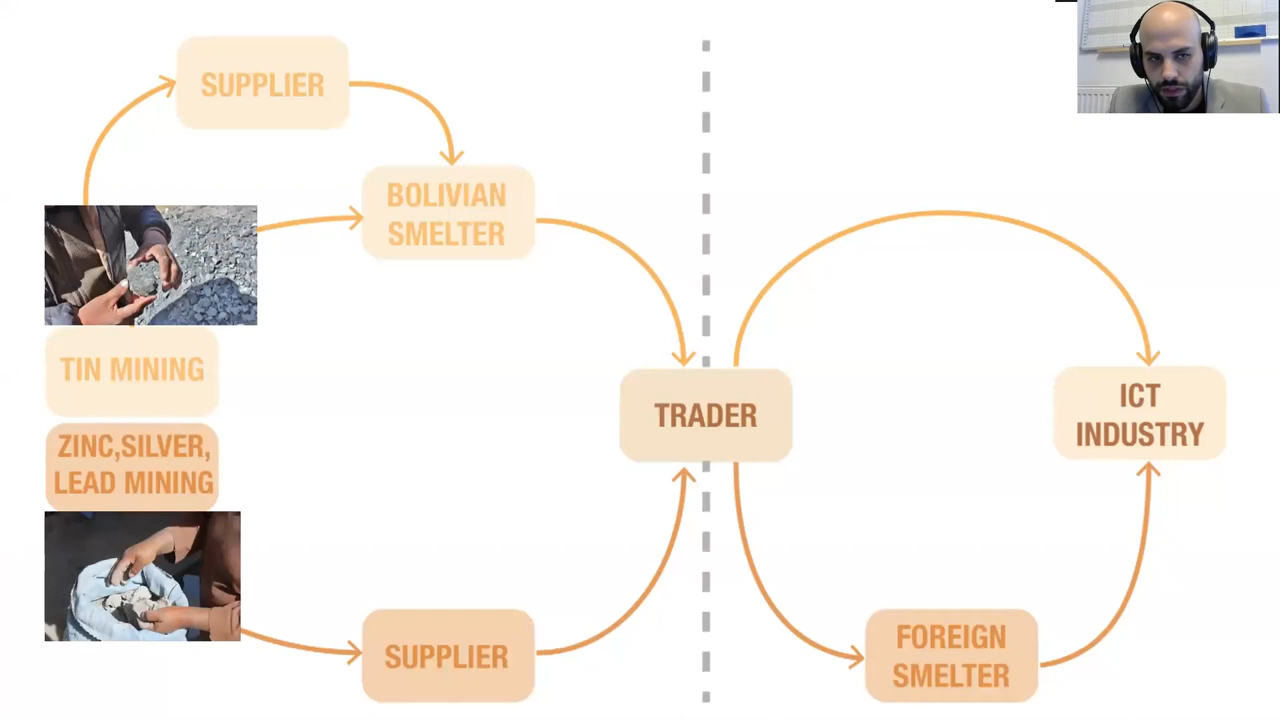 SUPPLIER
BOLIVIAN
SMELTER
TIN MINING
ZINC,SILVER,
LEAD MINING
SUPPLIER
TRADER
ICT
INDUSTRY
FOREIGN
SMELTER